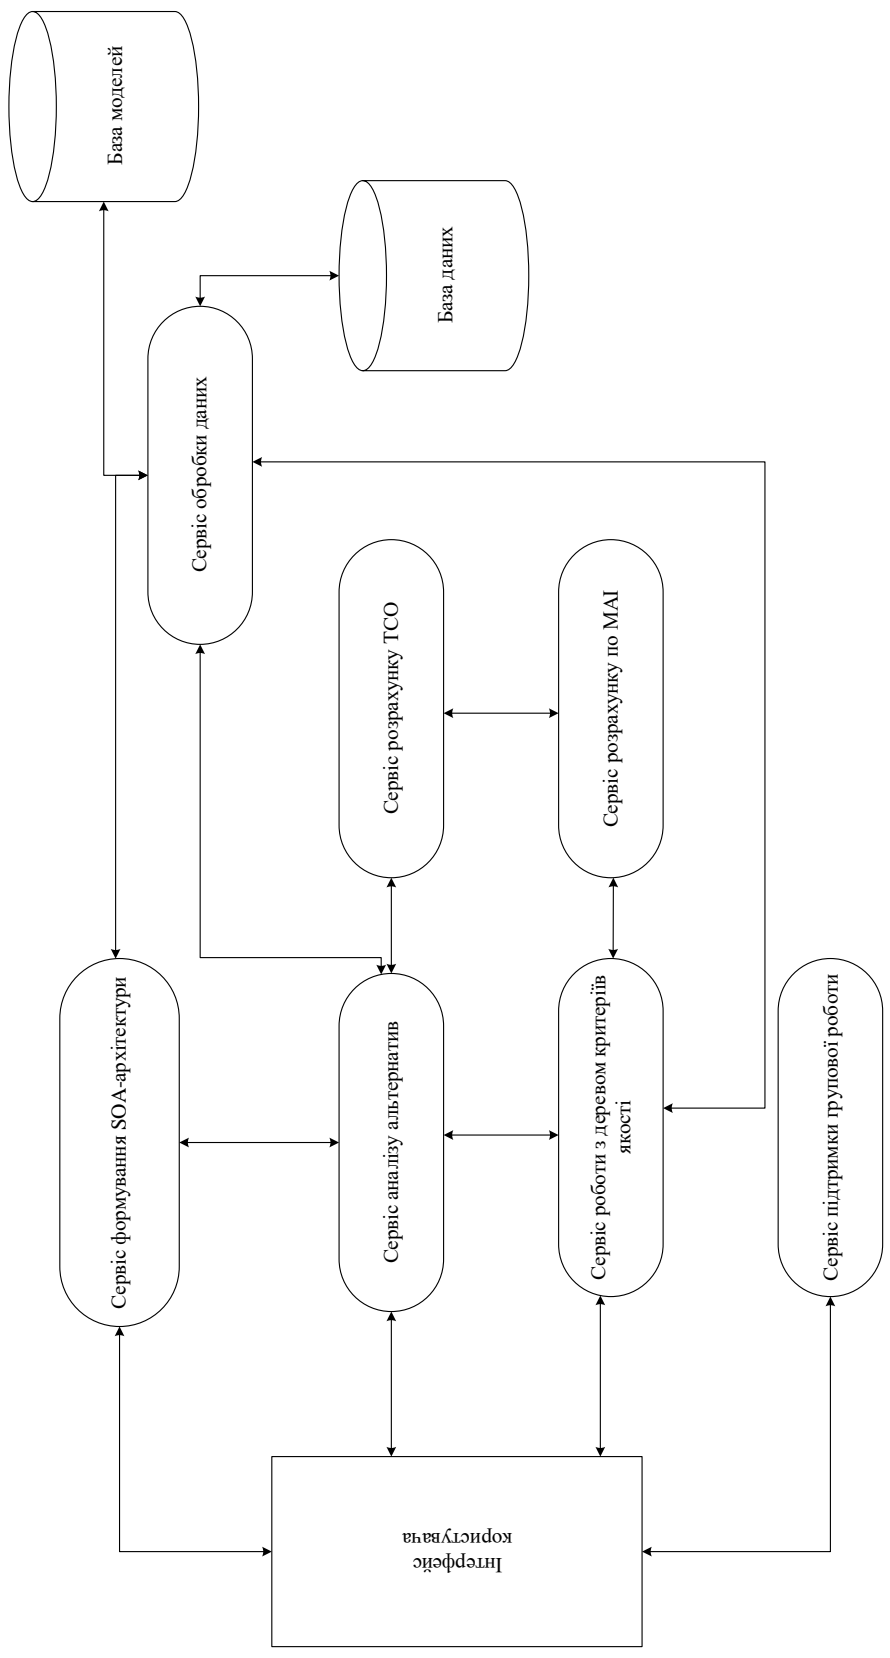 База моделей
База даних
Сервіс обробки даних
Сервіс розрахунку ТСО
Сервіс розрахунку по МАІ
Сервіс формування SOA-архітектури
Сервіс аналізу альтернатив
Сервіс роботи з деревом критеріїв
якості
Сервіс підтримки групової роботи
Інтерфейс
користувача